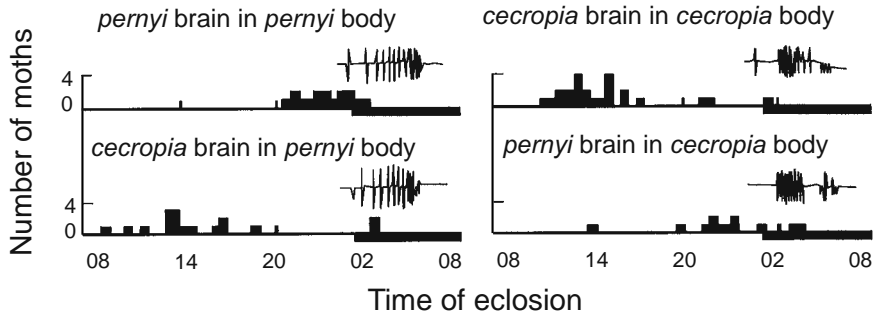 pernyi brain in pernyi body
cecropia brain in cecropia body
Number of moths
4
0
cecropia brain in pernyi body
pernyi brain in cecropia body
4
0
08 14 20 02 08
08 14 20 02 08
Time of eclosion